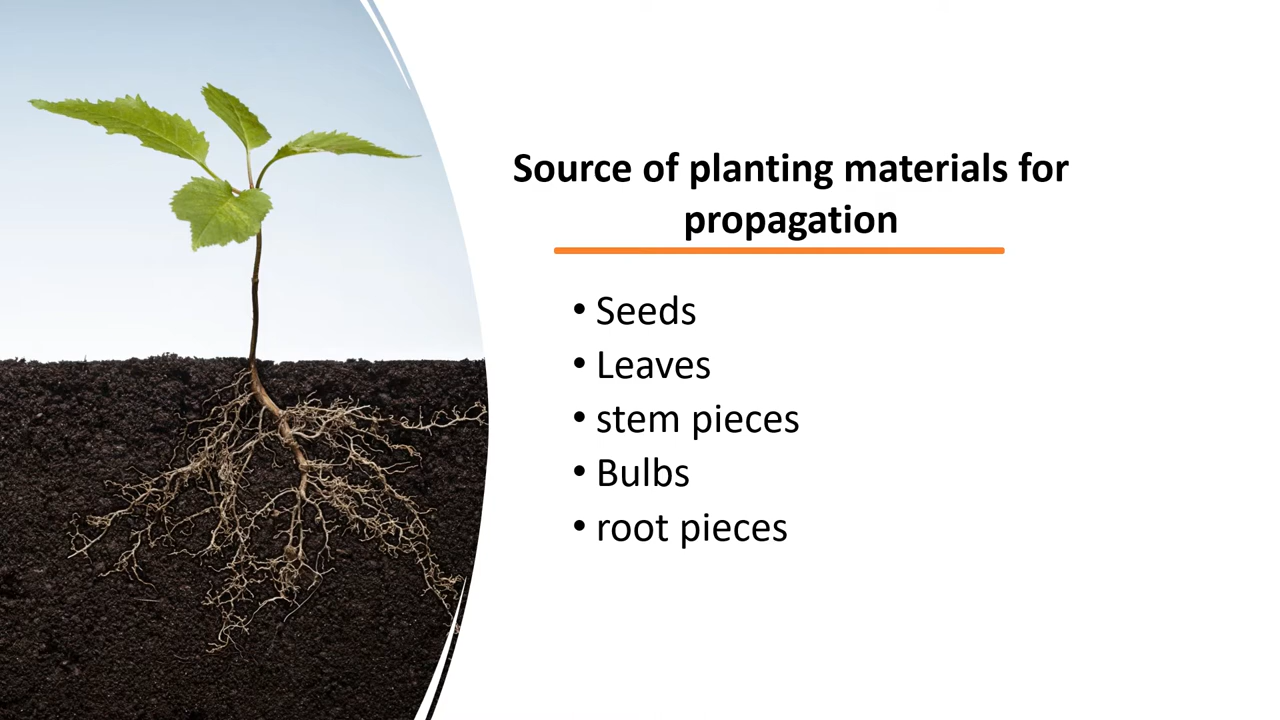 Source of planting materials for
propagation
• Seeds
• Leaves
• stem pieces
• Bulbs
• root pieces